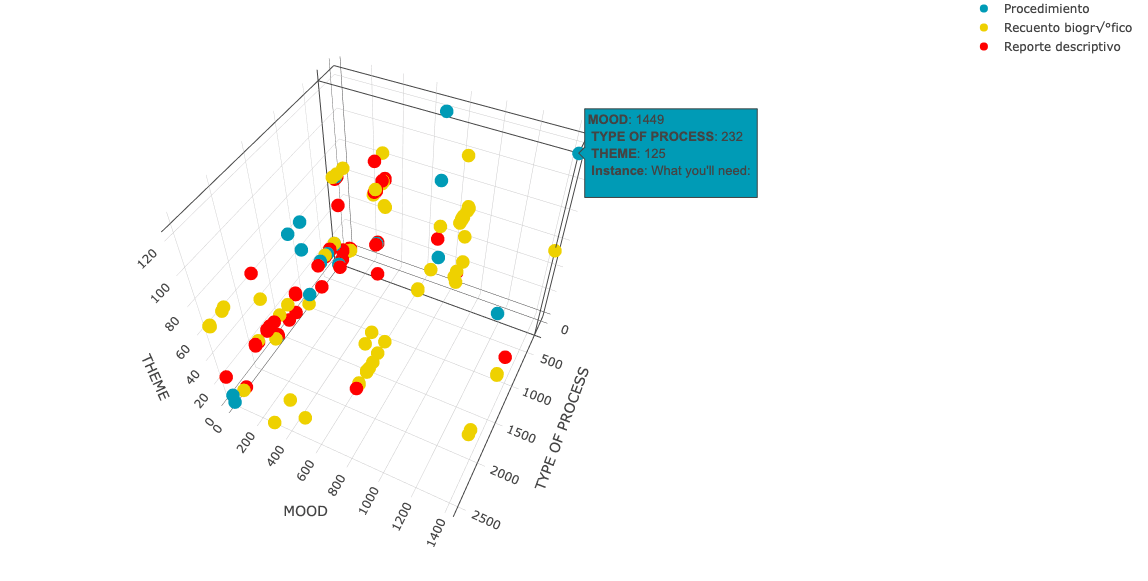 Procedimiento
Recuento biogr√°fico
Reporte descriptivo
MOOD: 1449
TYPE OF PROCESS: 232
THEME: 125
Instance: What you'll need:
120
100
80
60
40
20
0
THEME
0
200
400
600
800
1000
1200
1400
MOOD
0
500
1000
1500
2000
2500
TYPE OF PROCESS